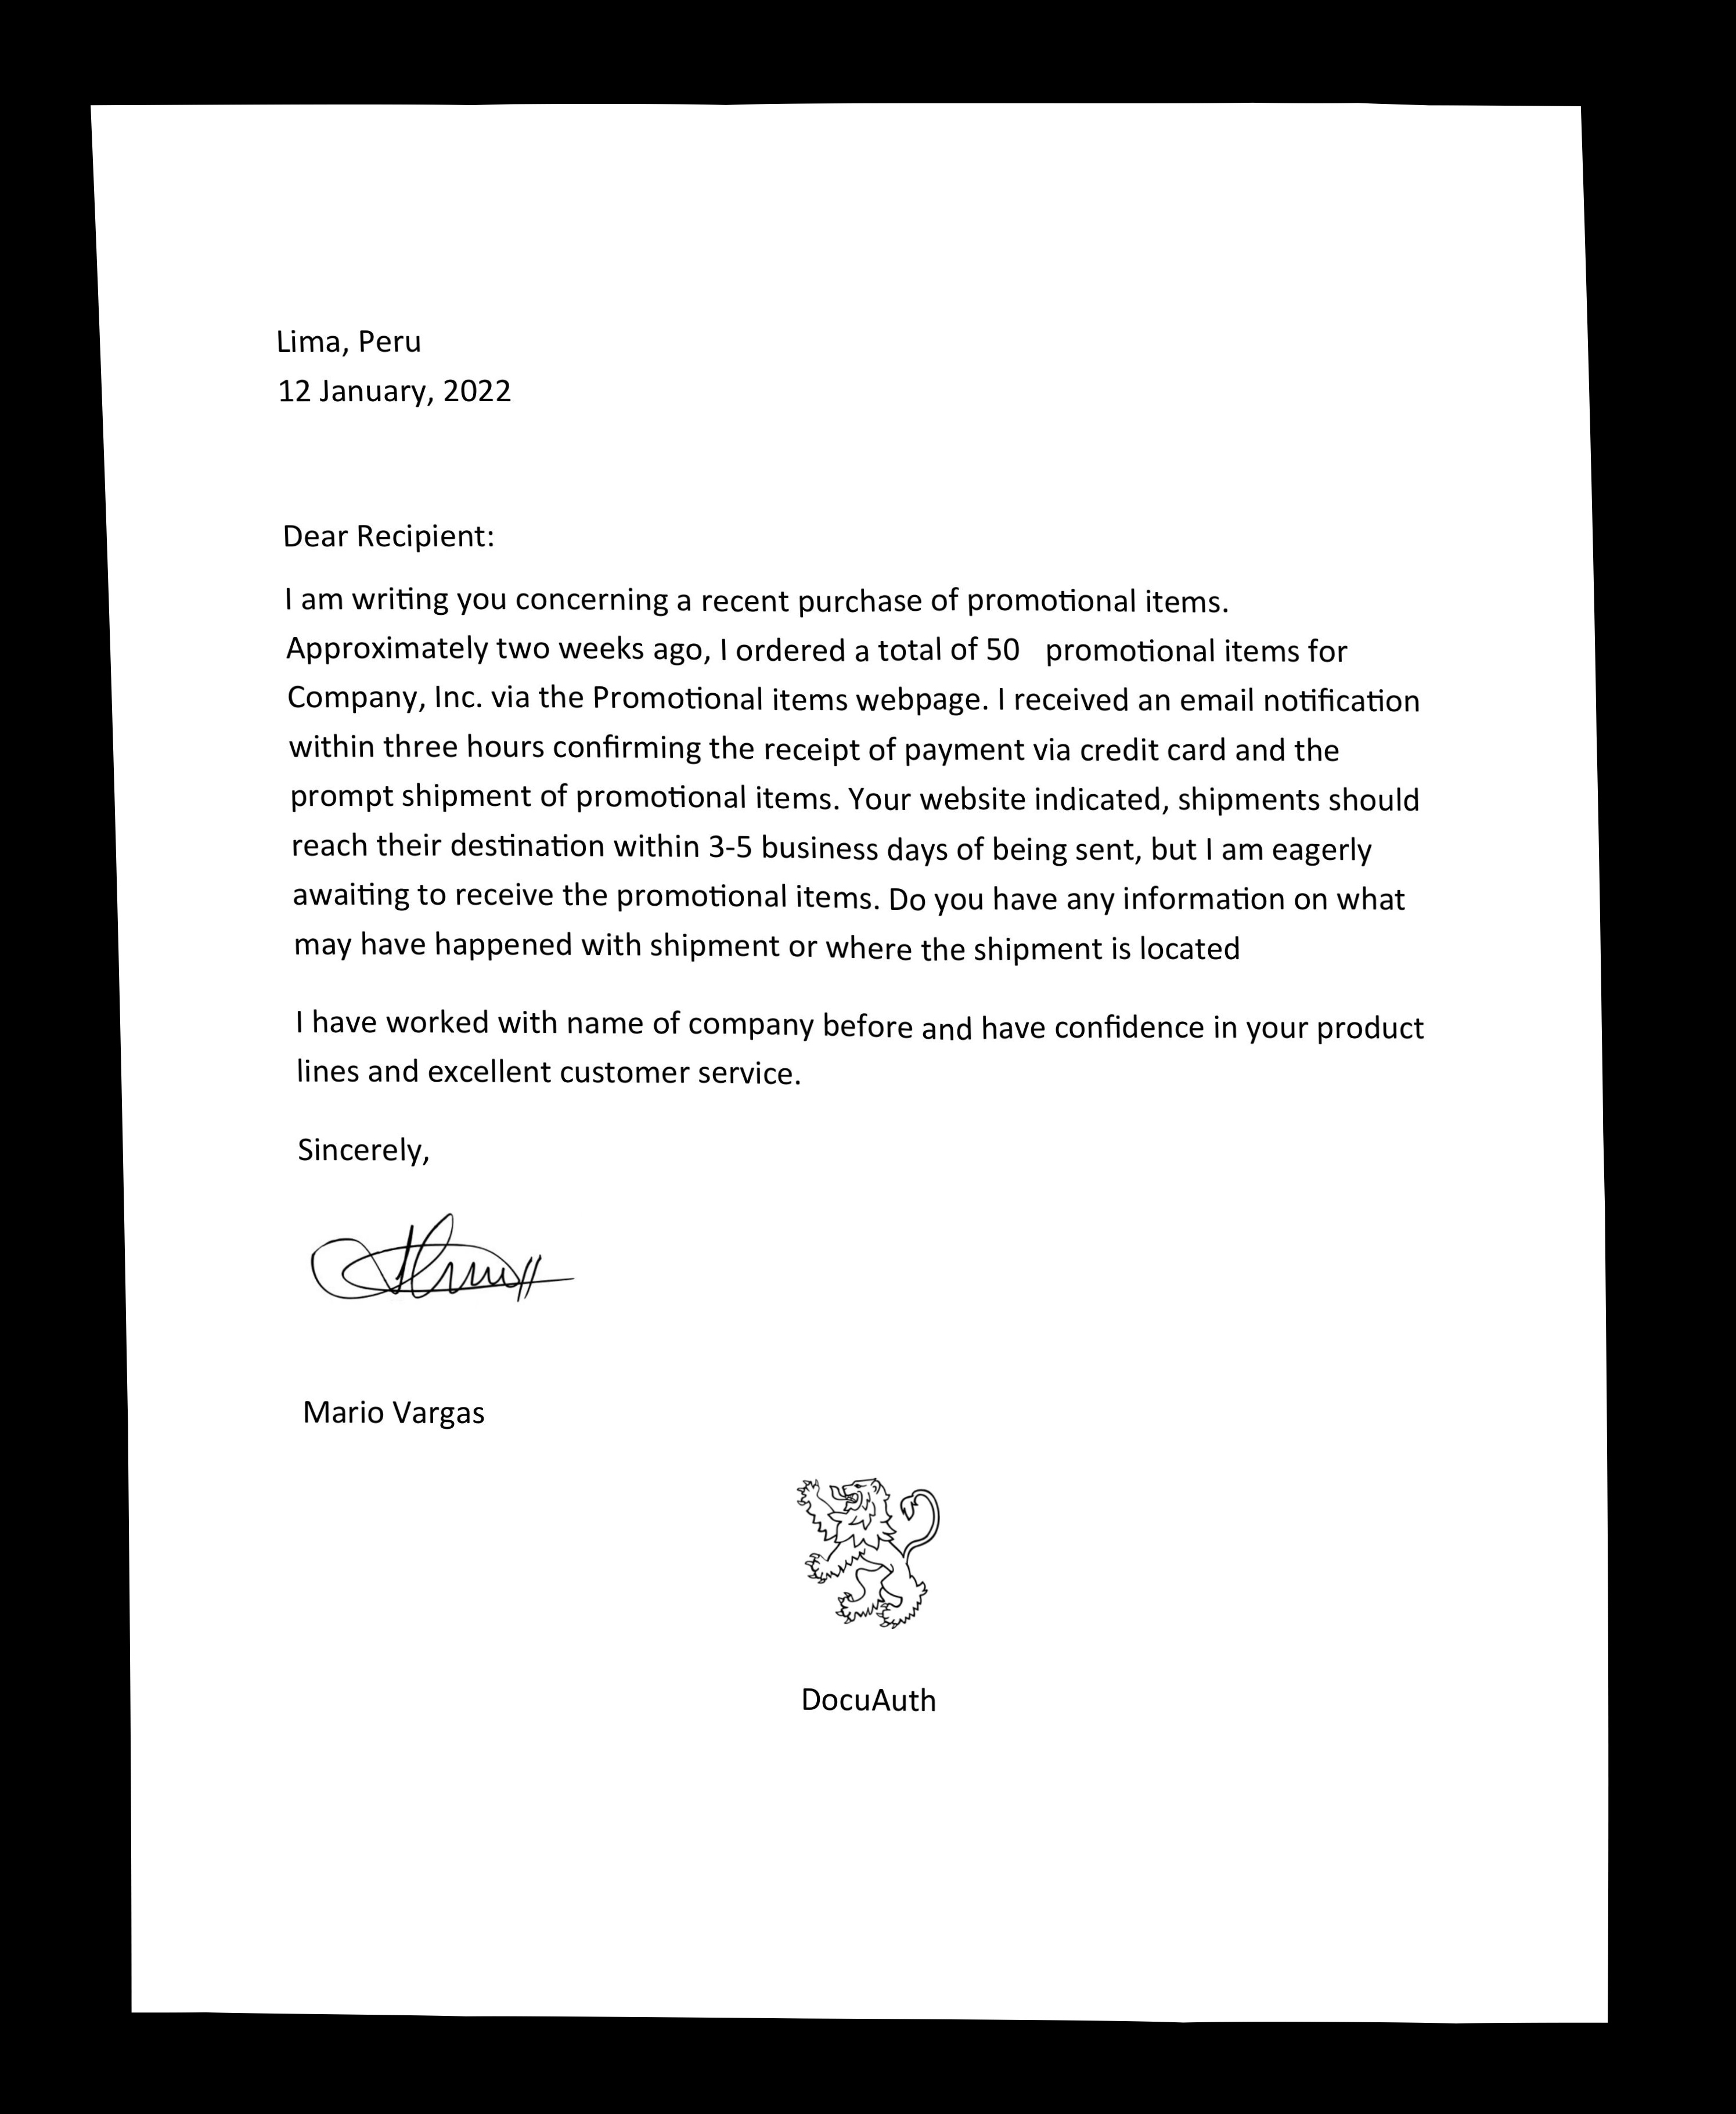 Lima, Peru
12 January, 2022
Dear Recipient:
I am writing you concerning a recent purchase of promotional items.
Approximately two weeks ago, I ordered a total of 50 promotional items for
Company, Inc. via the Promotional items webpage. I received an email notification
within three hours confirming the receipt of payment via credit card and the
prompt shipment of promotional items. Your website indicated, shipments should
reach their destination within 3-5 business days of being sent, but I am eagerly
awaiting to receive the promotional items. Do you have any information on what
may have happened with shipment or where the shipment is located
I have worked with name of company before and have confidence in your product
lines and excellent customer service.
Sincerely,
Mario Vargas
DocuAuth